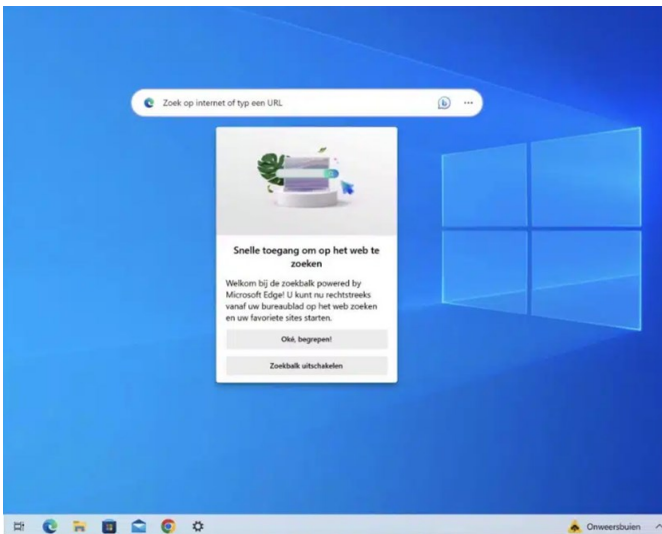 Zoek op internet of typ een URL
Snelle toegang om op het web te
zoeken
Welkom bij de zoekbalk powered by
Microsoft Edge! U kunt nu rechtstreeks
vanaf uw bureaublad op het web zoeken
en uw favoriete sites starten.
Oké, begrepen!
Zoekbalk uitschakelen
Onweersbuien